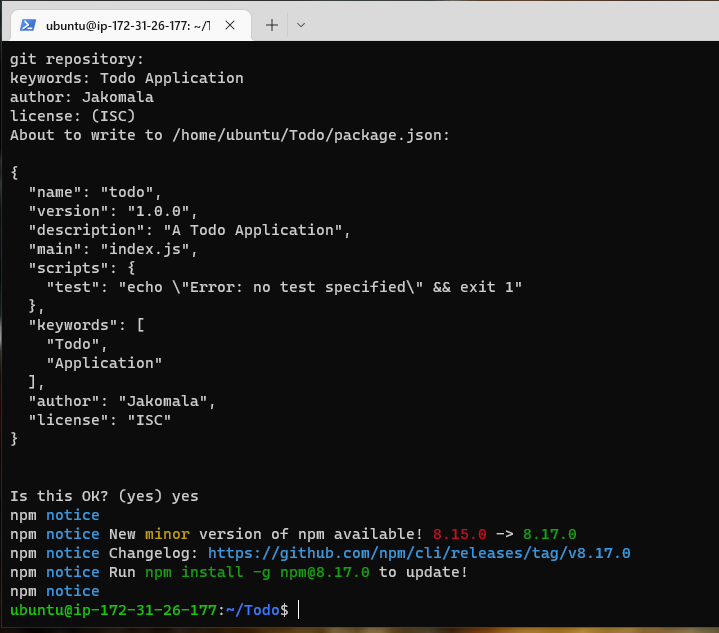 ubuntu@ip-172-31-26-177: ~/T
git repository:
keywords: Todo Application
author: Jakomala
license: (ISC)
About to write to /home/ubuntu/Todo/package.json:

{
  "name": "todo",
  "version": "1.0.0",
  "description": "A Todo Application",
  "main": "index.js",
  "scripts": {
    "test": "echo \"Error: no test specified\" && exit 1"
  },
  "keywords": [
    "Todo",
    "Application"
  ],
  "author": "Jakomala",
  "license": "ISC"
}

Is this OK? (yes) yes
npm notice
npm notice New minor version of npm available! 8.15.0 -> 8.17.0
npm notice Changelog: https://github.com/npm/cli/releases/tag/v8.17.0
npm notice Run npm install -g npm@8.17.0 to update!
npm notice
ubuntu@ip-172-31-26-177:~/Todo$